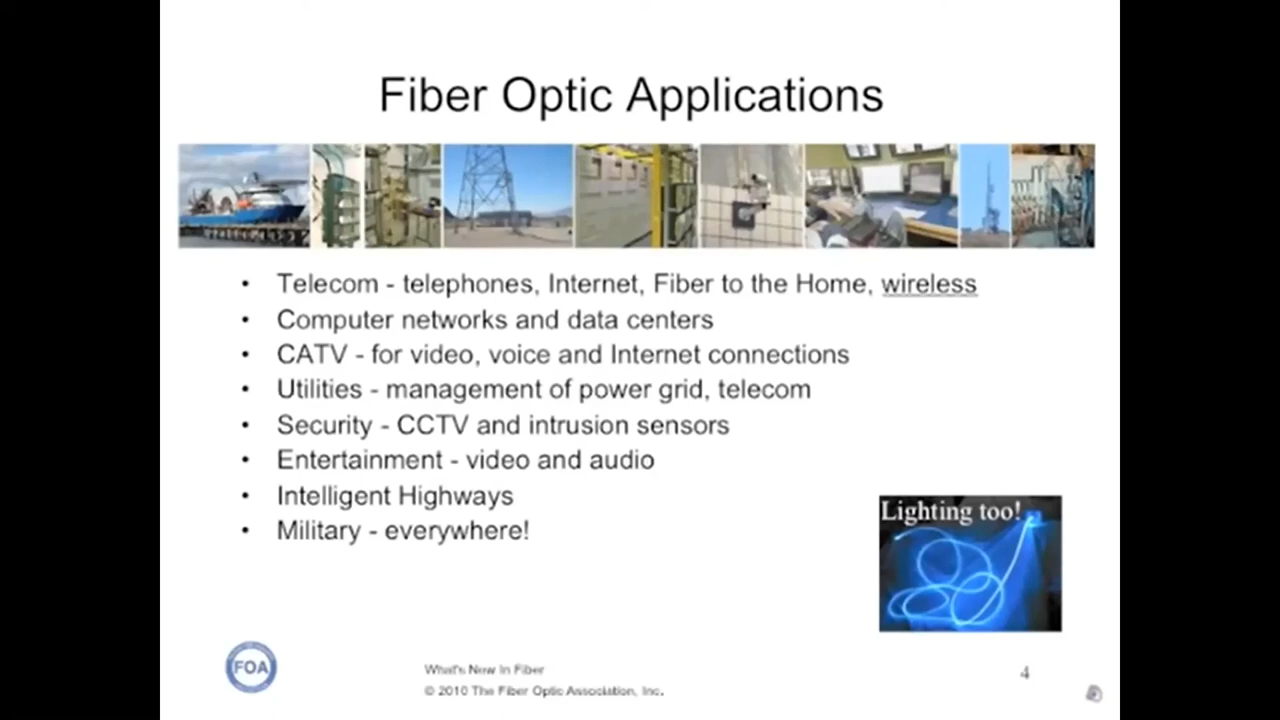 Fiber Optic Applications
• Telecom - telephones, Internet, Fiber to the Home, wireless
• Computer networks and data centers
• CATV - for video, voice and Internet connections
• Utilities - management of power grid, telecom
• Security - CCTV and intrusion sensors
• Entertainment - video and audio
• Intelligent Highways
• Military - everywhere!
Lighting too!
FOA
What's New In Fiber
© 2010 The Fiber Optic Association, Inc.
4